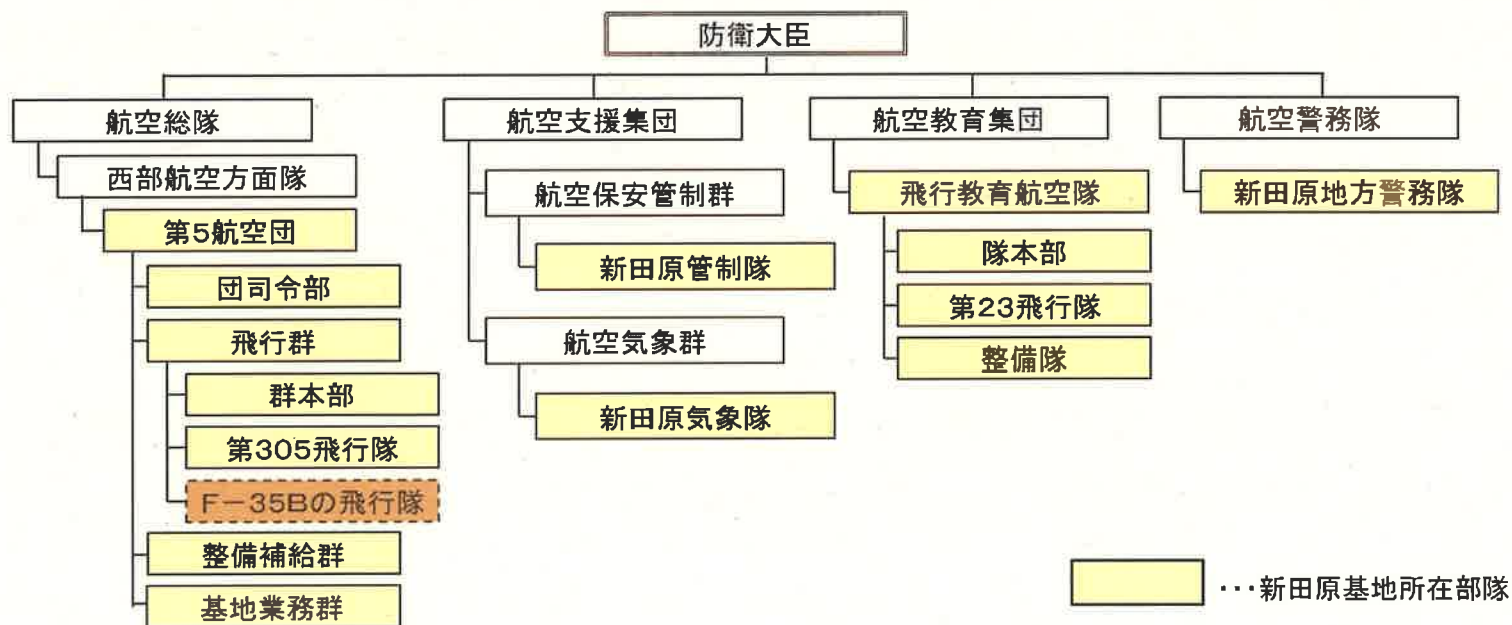 防衛大臣
航空総隊
西部航空方面隊
第5航空団
団司令部
飛行群
群本部
第305飛行隊
F－35Bの飛行隊
整備補給群
基地業務群
航空支援集団
航空保安管制群
新田原管制隊
航空気象群
新田原気象隊
航空教育集団
飛行教育航空隊
隊本部
第23飛行隊
整備隊
航空警務隊
新田原地方警務隊
･･･新田原基地所在部隊